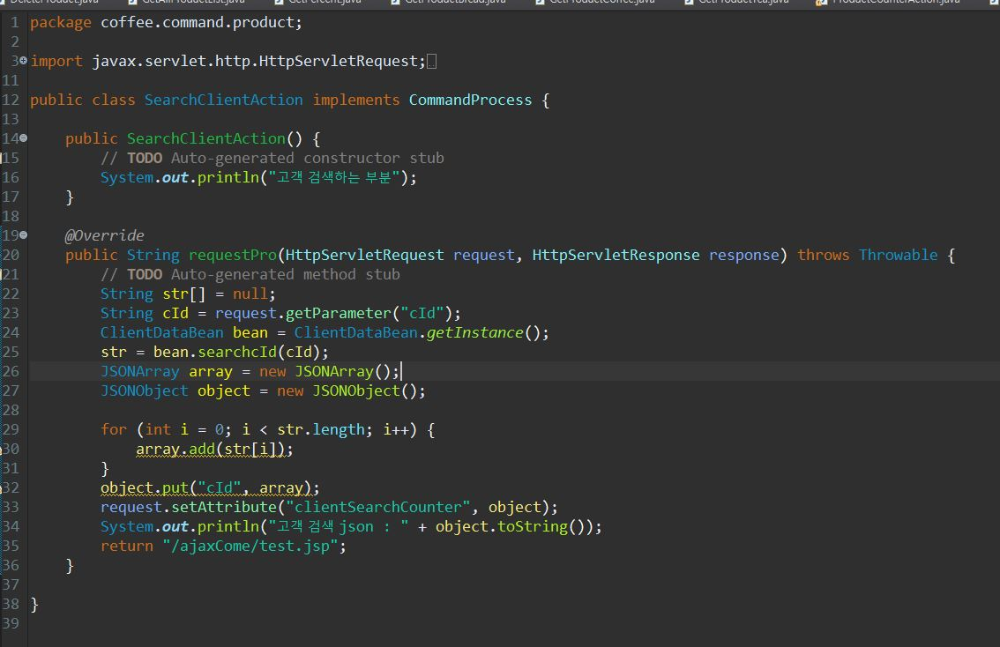 GetProductCoffee.java
ProductCounterAction.java
1 package coffee.command.product;
2
3 import javax.servlet.http.HttpServletRequest;
11
12 public class SearchClientAction implements CommandProcess {
13
14     public SearchClientAction() {
15         // TODO Auto-generated constructor stub
16         System.out.println("고객 검색하는 부분");
17     }
18
19     @Override
20     public String requestPro(HttpServletRequest request, HttpServletResponse response) throws Throwable {
21         // TODO Auto-generated method stub
22         String str[] = null;
23         String cId = request.getParameter("cId");
24         ClientDataBean bean = ClientDataBean.getInstance();
25         str = bean.searchcId(cId);
26         JSONArray array = new JSONArray();
27         JSONObject object = new JSONObject();
28
29         for (int i = 0; i < str.length; i++) {
30             array.add(str[i]);
31         }
32         object.put("cId", array);
33         request.setAttribute("clientSearchCounter", object);
34         System.out.println("고객 검색 json : " + object.toString());
35         return "/ajaxCome/test.jsp";
36     }
37
38 }
39